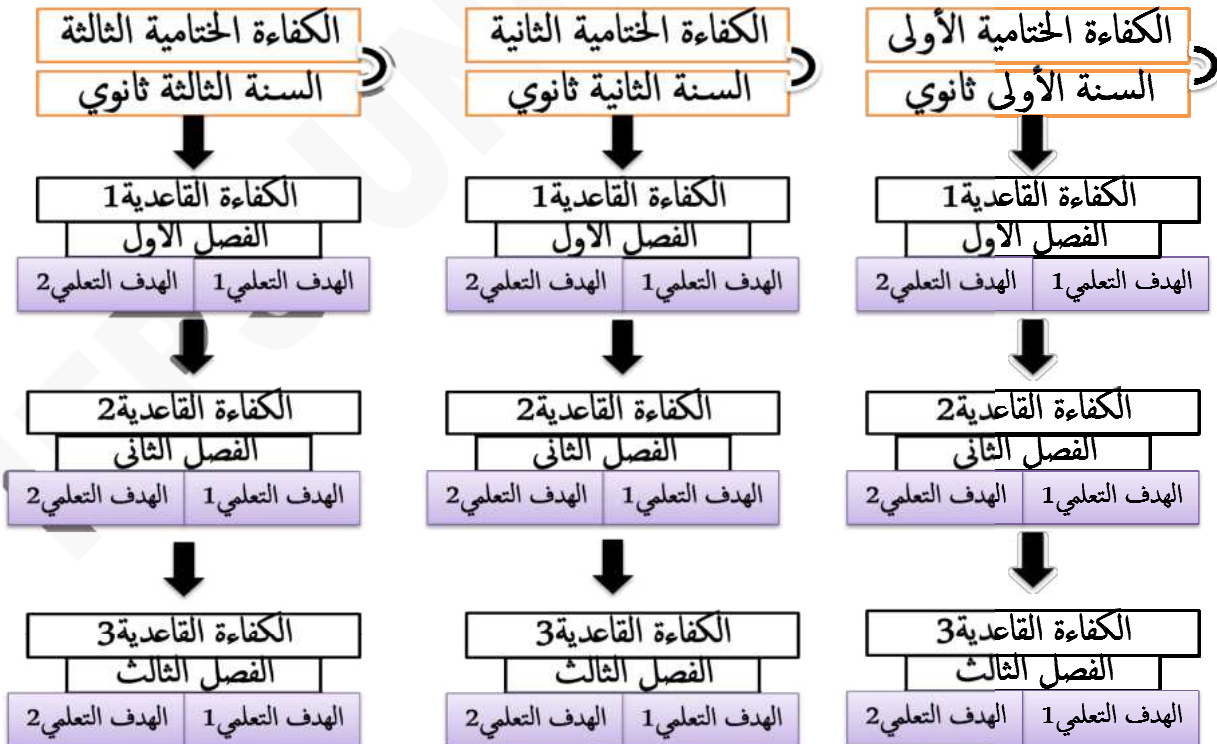 الكفاءة الختامية الأولى
السنة الأولى ثانوي
الكفاءة القاعدية1
الفصل الاول
الهدف التعلمي1
الهدف التعلمي2
الكفاءة القاعدية2
الفصل الثاني
الهدف التعلمي1
الهدف التعلمي2
الكفاءة القاعدية3
الفصل الثالث
الهدف التعلمي1
الهدف التعلمي2
الكفاءة الختامية الثانية
السنة الثانية ثانوي
الكفاءة القاعدية1
الفصل الاول
الهدف التعلمي1
الهدف التعلمي2
الكفاءة القاعدية2
الفصل الثاني
الهدف التعلمي1
الهدف التعلمي2
الكفاءة القاعدية3
الفصل الثالث
الهدف التعلمي1
الهدف التعلمي2
الكفاءة الختامية الثالثة
السنة الثالثة ثانوي
الكفاءة القاعدية1
الفصل الاول
الهدف التعلمي1
الهدف التعلمي2
الكفاءة القاعدية2
الفصل الثاني
الهدف التعلمي1
الهدف التعلمي2
الكفاءة القاعدية3
الفصل الثالث
الهدف التعلمي1
الهدف التعلمي2